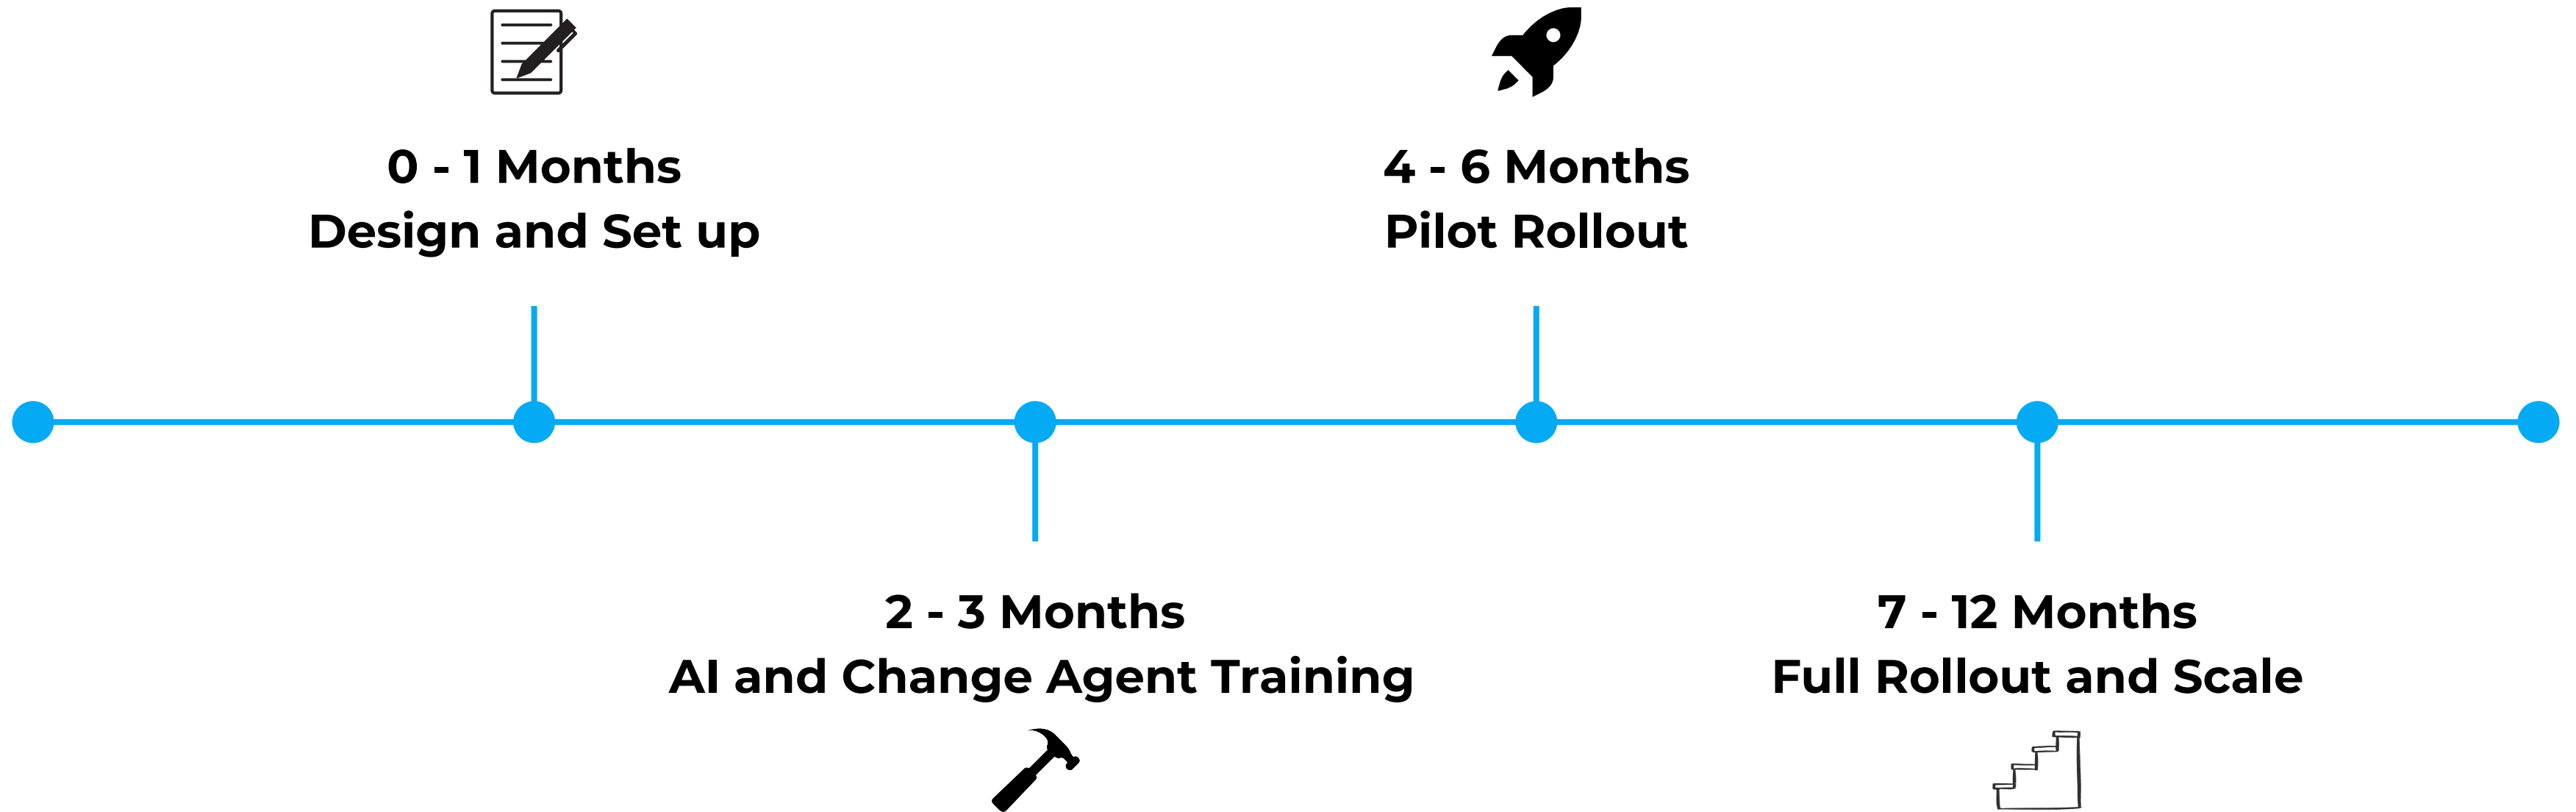 0 - 1 Months
Design and Set up
4 - 6 Months
Pilot Rollout
2 - 3 Months
AI and Change Agent Training
7 - 12 Months
Full Rollout and Scale